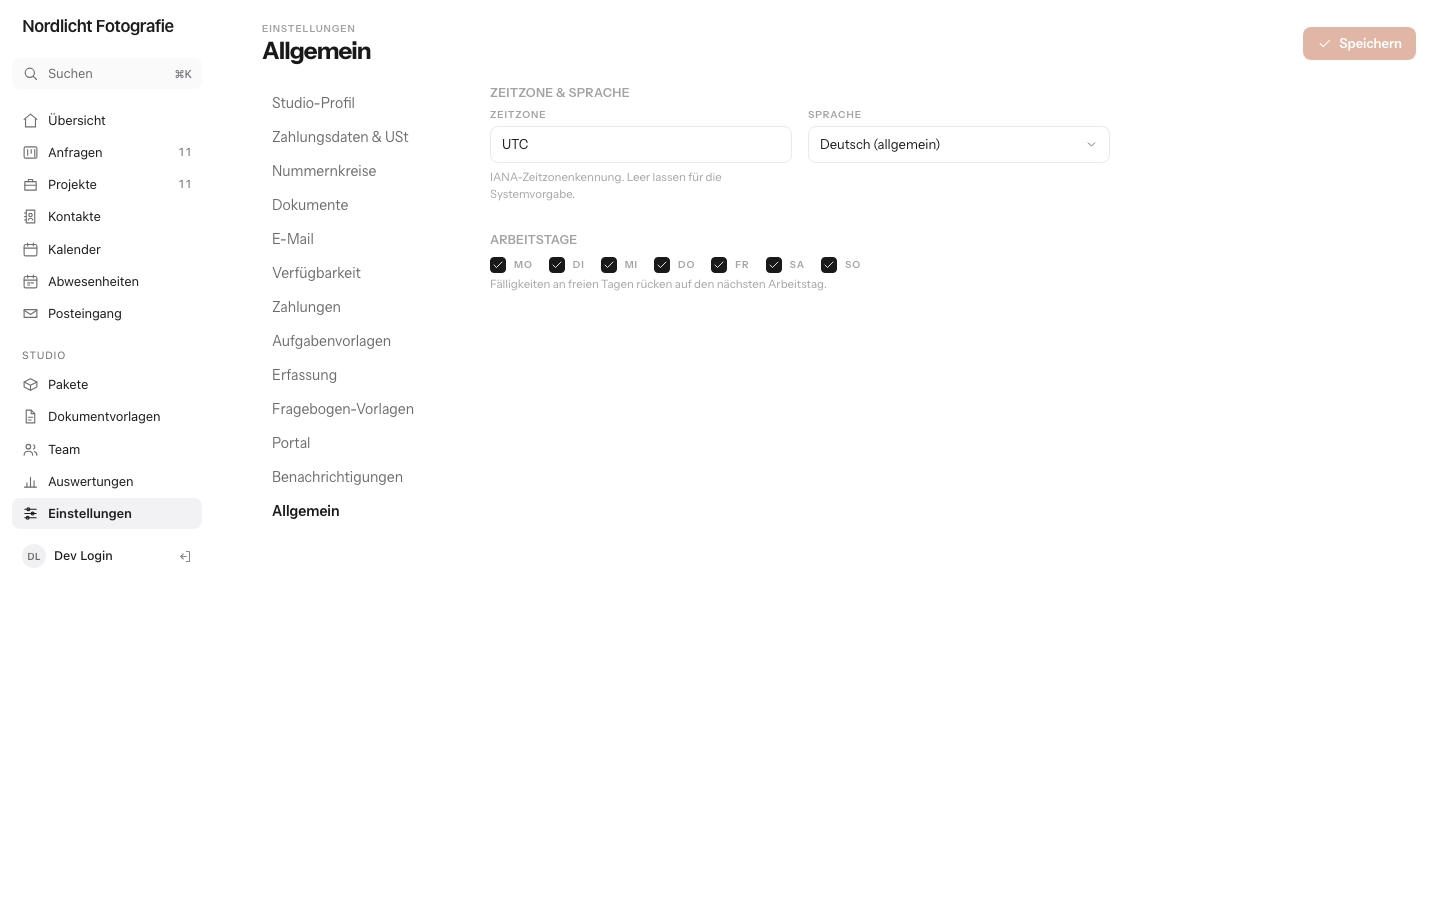 Nordlicht Fotografie
Suchen ⌘K
Übersicht
Anfragen 11
Projekte 11
Kontakte
Kalender
Abwesenheiten
Posteingang
STUDIO
Pakete
Dokumentvorlagen
Team
Auswertungen
Einstellungen
DL Dev Login
EINSTELLUNGEN
Allgemein
Speichern
Studio-Profil
Zahlungsdaten & USt
Nummernkreise
Dokumente
E-Mail
Verfügbarkeit
Zahlungen
Aufgabenvorlagen
Erfassung
Fragebogen-Vorlagen
Portal
Benachrichtigungen
Allgemein
ZEITZONE & SPRACHE
ZEITZONE
UTC
IANA-Zeitzonenkennung. Leer lassen für die
Systemvorgabe.
SPRACHE
Deutsch (allgemein)
ARBEITSTAGE
MO DI MI DO FR SA SO
Fälligkeiten an freien Tagen rücken auf den nächsten Arbeitstag.